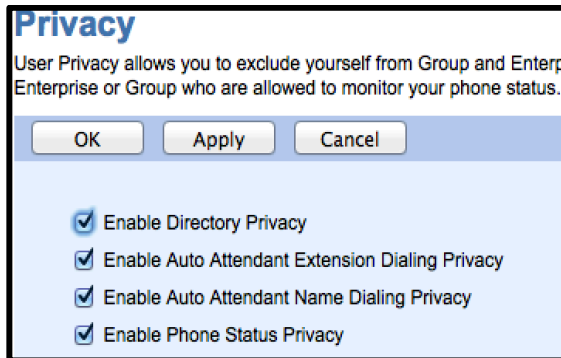 Privacy
User Privacy allows you to exclude yourself from Group and
Enterprise or Group who are allowed to monitor your phone status.
OK Apply Cancel
Enable Directory Privacy
Enable Auto Attendant Extension Dialing Privacy
Enable Auto Attendant Name Dialing Privacy
Enable Phone Status Privacy